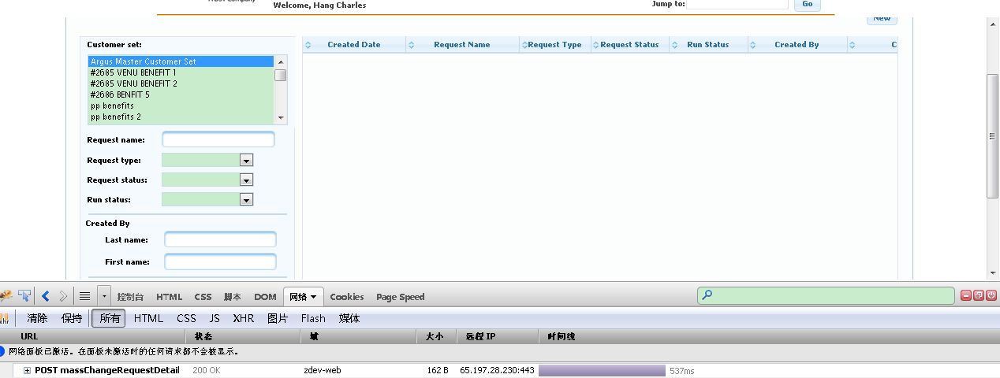 Welcome, Hang Charles
Jump to:
Go
New
Customer set:
Argus Master Customer Set
#2685 VENU BENEFIT 1
#2685 VENU BENEFIT 2
#2686 BENFIT 5
pp benefits
pp benefits 2
Request name:
Request type:
Request status:
Run status:
Created By
Last name:
First name:
Created Date Request Name Request Type Request Status Run Status Created By C
控制台 HTML CSS 脚本 DOM 网络 Cookies Page Speed
清除 保持 所有 HTML CSS JS XHR 图片 Flash 媒体
URL 状态 域 大小 远程 IP 时间线
网络面板已激活。在面板未激活时的任何请求都不会被显示。
POST massChangeRequestDetail 200 OK zdev-web 162 B 65.197.28.230:443 537ms